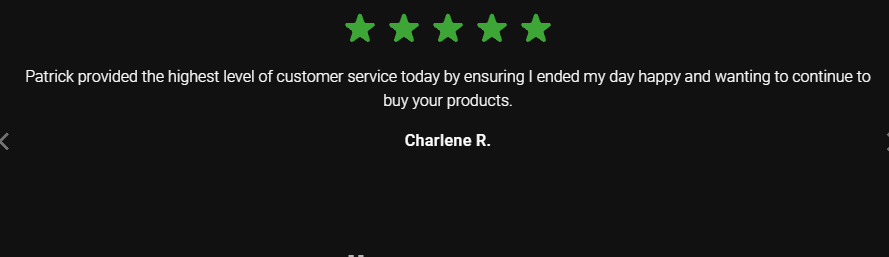 Patrick provided the highest level of customer service today by ensuring I ended my day happy and wanting to continue to
buy your products.
Charlene R.